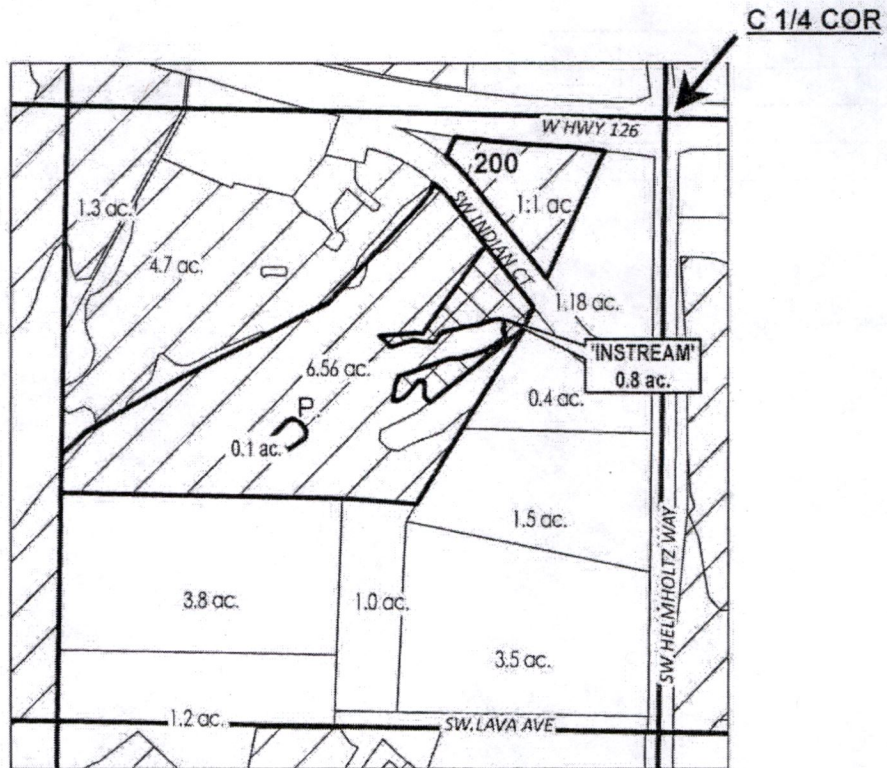 C 1/4 COR
W HWY 126
200
1.1 ac.
SW INDIAN CT
1.3 ac.
4.7 ac.
1.18 ac.
'INSTREAM'
0.8 ac.
6.56 ac.
0.4 ac.
P
0.1 ac.
1.5 ac.
SW HELMHOLTZ WAY
3.8 ac.
1.0 ac.
3.5 ac.
1.2 ac.
SW LAVA AVE